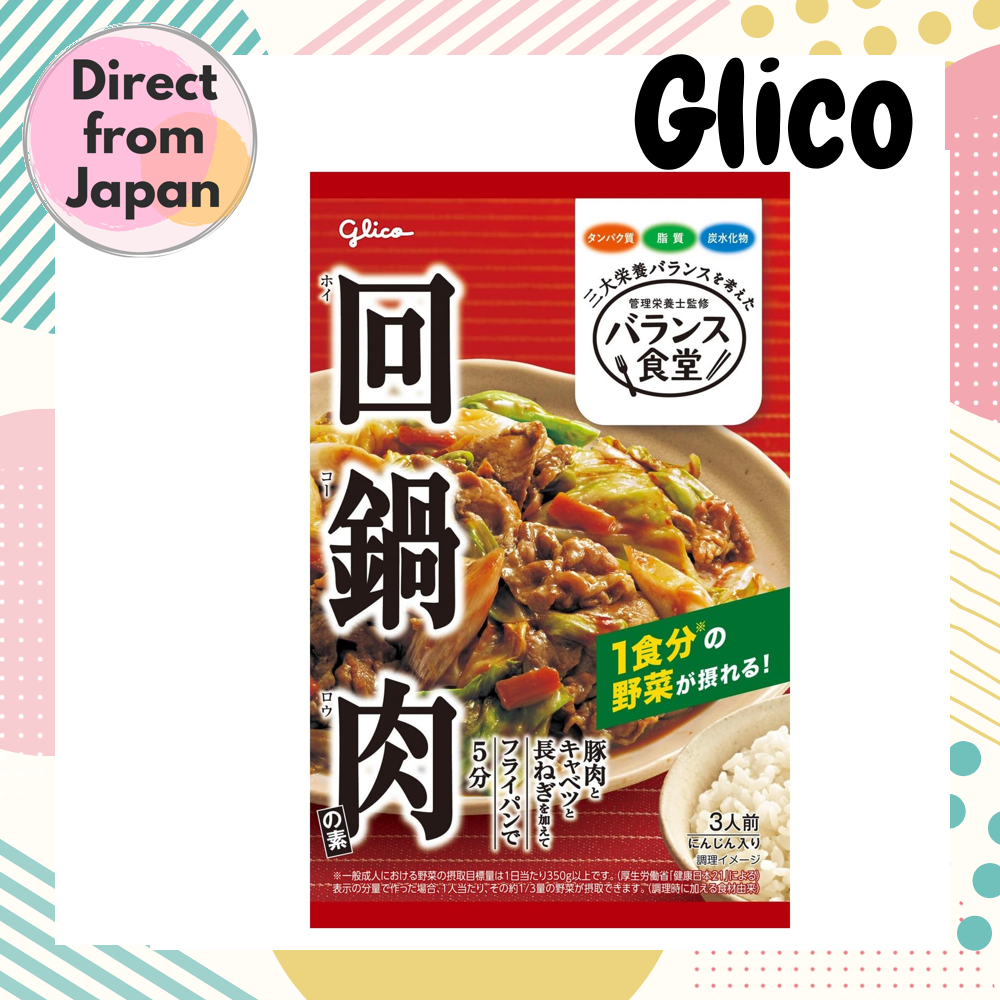 Direct
from
Japan
Glico
Glico
タンパク質 脂質 炭水化物
三大栄養バランスを考えた
管理栄養士監修
バランス
食堂
ホイ
コー
ロウ
回鍋肉
の素
1食分※の
野菜が摂れる!
豚肉と
キャベツと
長ねぎを加えて
フライパンで
5分
3人前
にんじん入り
調理イメージ
※一般成人における野菜の摂取目標量は1日当たり350g以上です。(厚生労働省「健康日本21」による)
表示の分量で作った場合、1人当たり、その約1/3量の野菜が摂取できます。(調理時に加える食材由来)